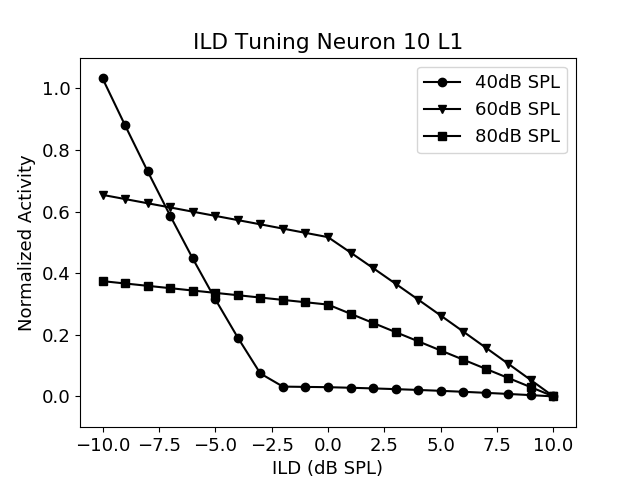 ILD Tuning Neuron 10 L1
40dB SPL
60dB SPL
80dB SPL
Normalized Activity
1.0
0.8
0.6
0.4
0.2
0.0
−10.0 −7.5 −5.0 −2.5 0.0 2.5 5.0 7.5 10.0
ILD (dB SPL)